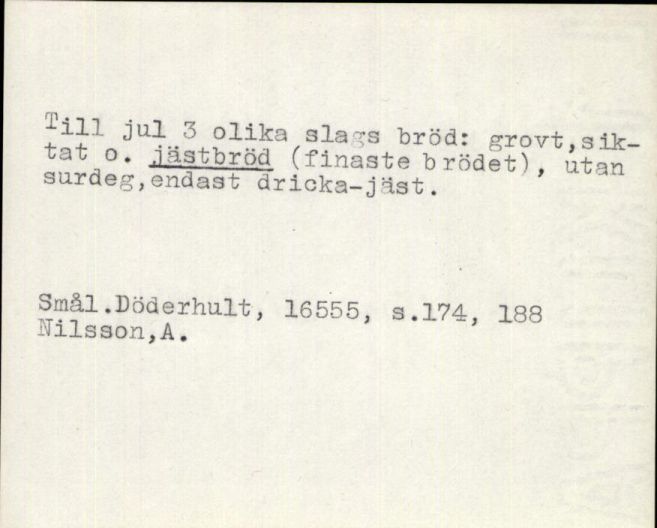 Till jul 3 olika slags bröd: grovt,sik-
tat o. jästbröd (finaste brödet), utan
surdeg,endast dricka-jäst.
Smål.Döderhult, 16555, s.174, 188
Nilsson,A.